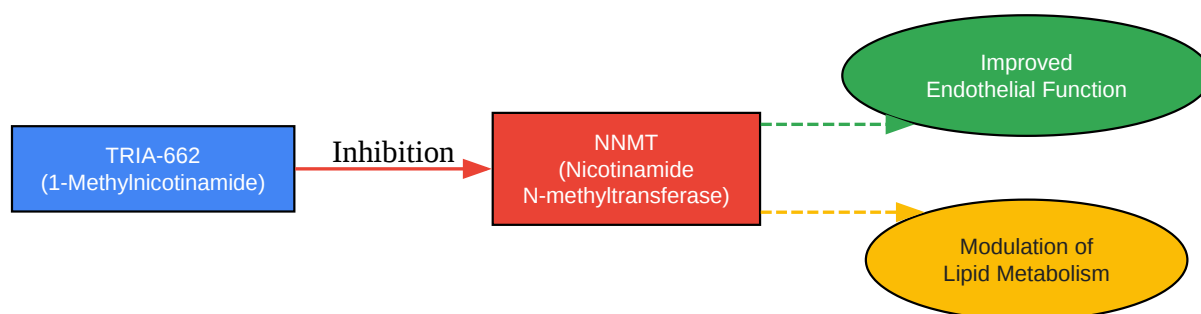 TRIA-662
(1-Methylnicotinamide)
Inhibition
NNMT
(Nicotinamide
N-methyltransferase)
Improved
Endothelial Function
Modulation of
Lipid Metabolism